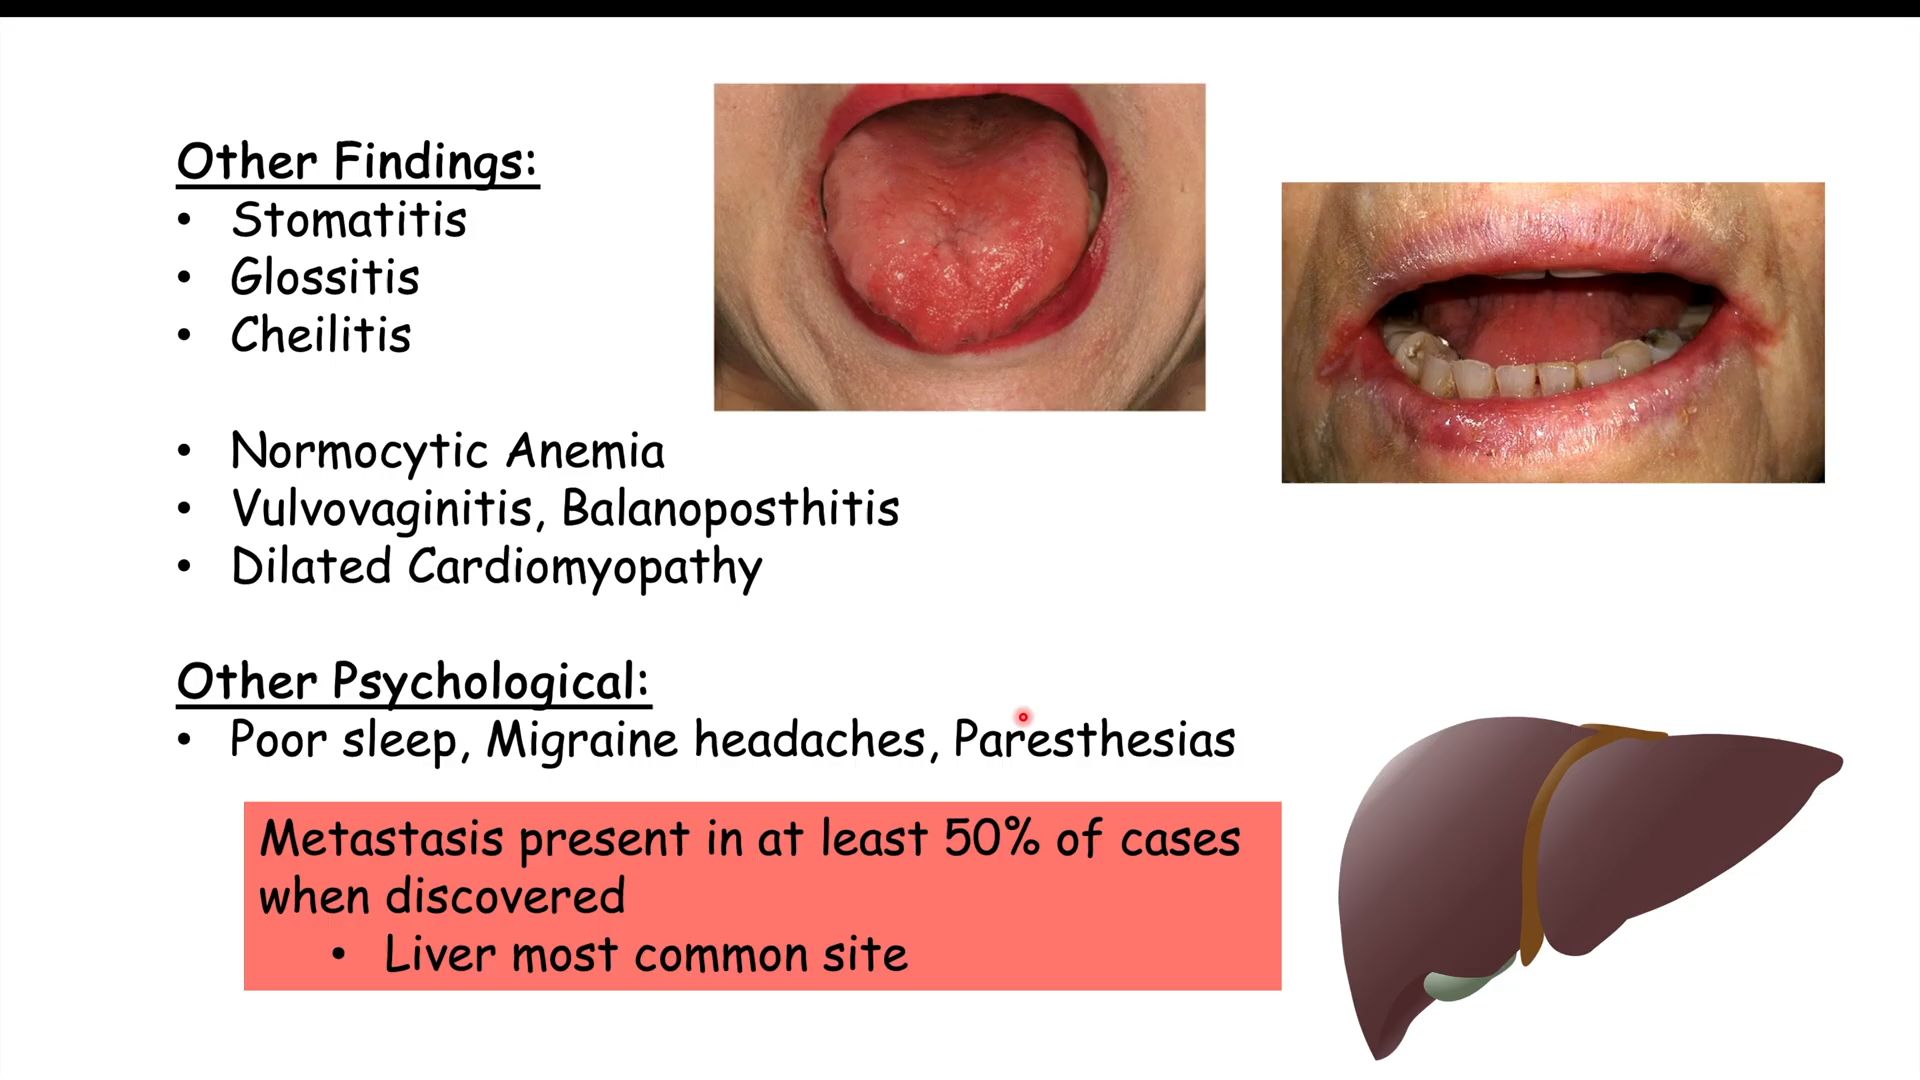 Other Findings:
• Stomatitis
• Glossitis
• Cheilitis
• Normocytic Anemia
• Vulvovaginitis, Balanoposthitis
• Dilated Cardiomyopathy
Other Psychological:
• Poor sleep, Migraine headaches, Paresthesias
Metastasis present in at least 50% of cases
when discovered
• Liver most common site